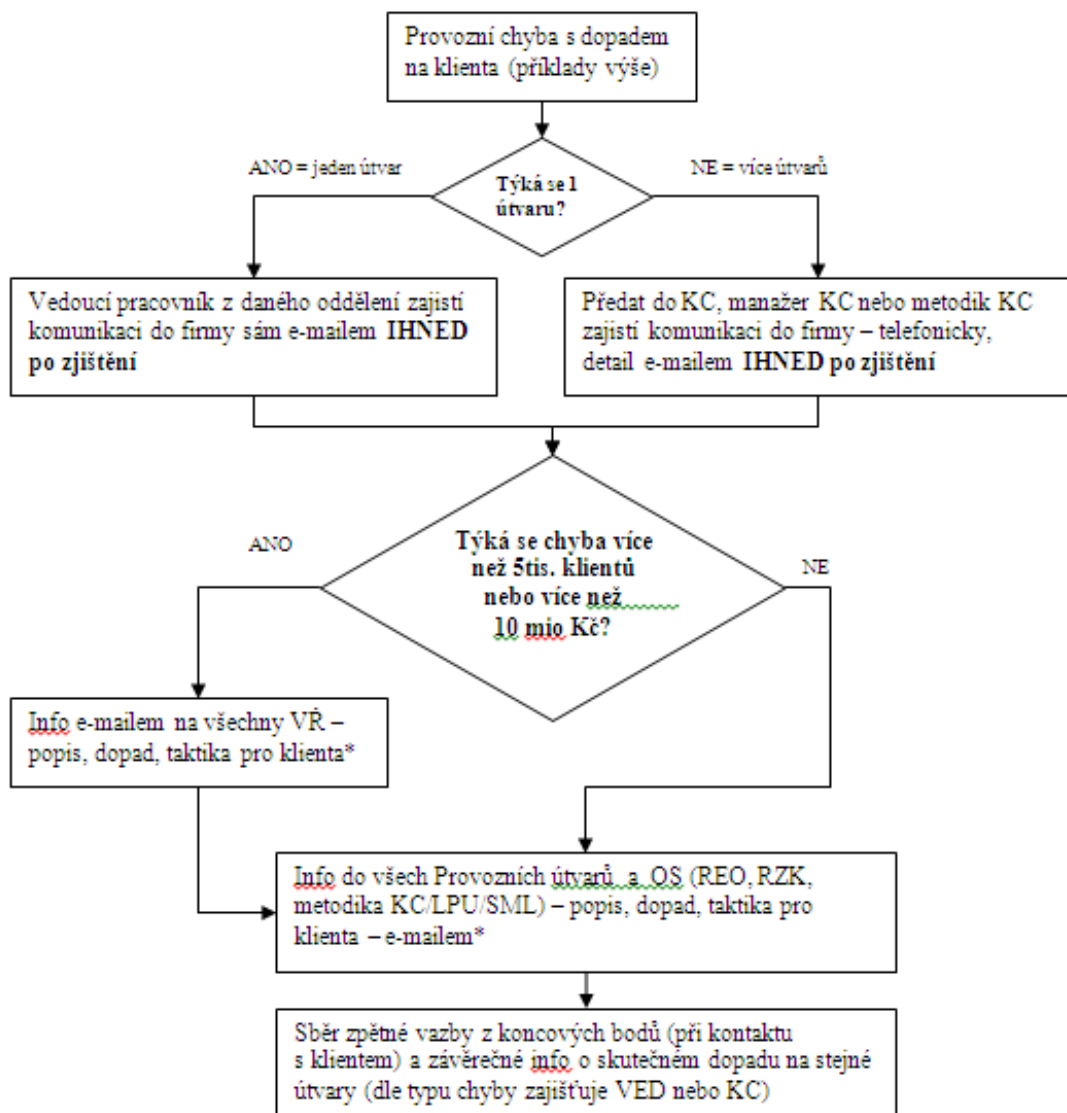 Provozní chyba s dopadem
na klienta (příklady výše)
ANO = jeden útvar
NE = více útvarů
Týká se 1
útvaru?
Vedoucí pracovník z daného oddělení zajistí
komunikaci do firmy sám e-mailem IHNED
po zjištění
Předat do KC, manažer KC nebo metodik KC
zajistí komunikaci do firmy – telefonicky,
detail e-mailem IHNED po zjištění
ANO
Týká se chyba více
než 5tis. klientů
nebo více než
10 mio Kč?
NE
Info e-mailem na všechny VŘ –
popis, dopad, taktika pro klienta*
Info do všech Provozních útvarů a OS (REO, RZK,
metodika KC/LPU/SML) – popis, dopad, taktika pro
klienta – e-mailem*
Sběr zpětné vazby z koncových bodů (při kontaktu
s klientem) a závěrečné info o skutečném dopadu na stejné
útvary (dle typu chyby zajišťuje VED nebo KC)